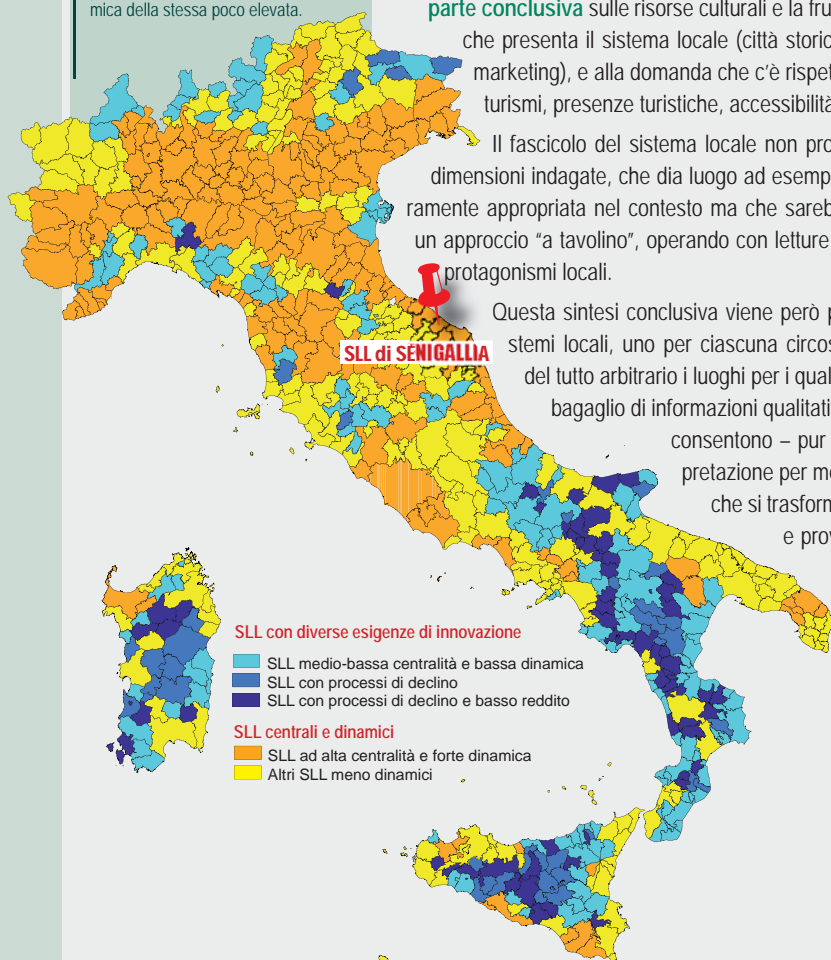 mica della stessa poco elevata.
parte conclusiva sulle risorse culturali e la fru
che presenta il sistema locale (città storic
marketing), e alla domanda che c'è rispet
turismi, presenze turistiche, accessibilità
Il fascicolo del sistema locale non pro
dimensioni indagate, che dia luogo ad esemp
ramente appropriata nel contesto ma che sareb
un approccio "a tavolino", operando con letture
protagonismi locali.
Questa sintesi conclusiva viene però p
stemi locali, uno per ciascuna circos
del tutto arbitrario i luoghi per i qual
bagaglio di informazioni qualitati
consentono – pur
pretazione per me
che si trasform
e prov
SLL di SENIGALLIA
SLL con diverse esigenze di innovazione
SLL medio-bassa centralità e bassa dinamica
SLL con processi di declino
SLL con processi di declino e basso reddito
SLL centrali e dinamici
SLL ad alta centralità e forte dinamica
Altri SLL meno dinamici